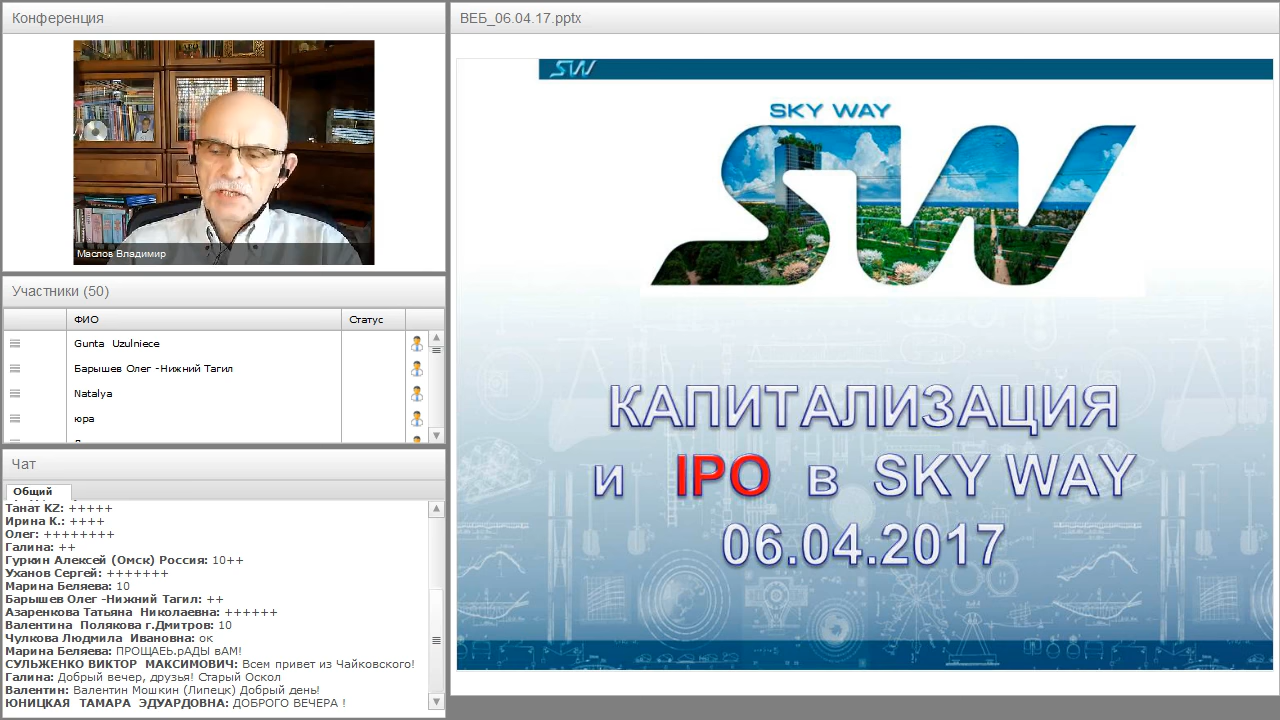 Конференция
Маслов Владимир
Участники (50)
ФИО
Статус
Gunta Uzulniece
Барышев Олег -Нижний Тагил
Natalya
юра
Чат
Общий
Танат KZ: +++++
Ирина К.: ++++
Олег: ++++++++
Галина: ++
Гуркин Алексей (Омск) Россия: 10++
Уханов Сергей: +++++++
Марина Беляева: 10
Барышев Олег -Нижний Тагил: ++
Азаренкова Татьяна Николаевна: ++++++
Валентина Полякова г.Дмитров: 10
Чулкова Людмила Ивановна: ок
Марина Беляева: ПРОЩАЕЬ.рАДЫ вАМ!
СУЛЬЖЕНКО ВИКТОР МАКСИМОВИЧ: Всем привет из Чайковского!
Галина: Добрый вечер, друзья! Старый Оскол
Валентин: Валентин Мошкин (Липецк) Добрый день!
ЮНИЦКАЯ ТАМАРА ЭДУАРДОВНА: ДОБРОГО ВЕЧЕРА !
ВЕБ_06.04.17.pptx
SW
SKY WAY
SW
КАПИТАЛИЗАЦИЯ
и IPO в SKY WAY
06.04.2017